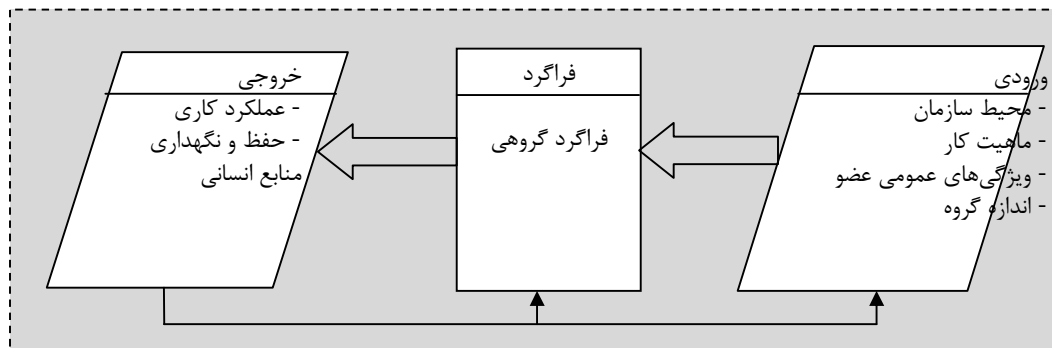 ورودی
- محیط سازمان
- ماهیت کار
- ویژگی‌های عمومی عضو
- اندازه گروه
فراگرد
فراگرد گروهی
خروجی
- عملکرد کاری
- حفظ و نگهداری
منابع انسانی